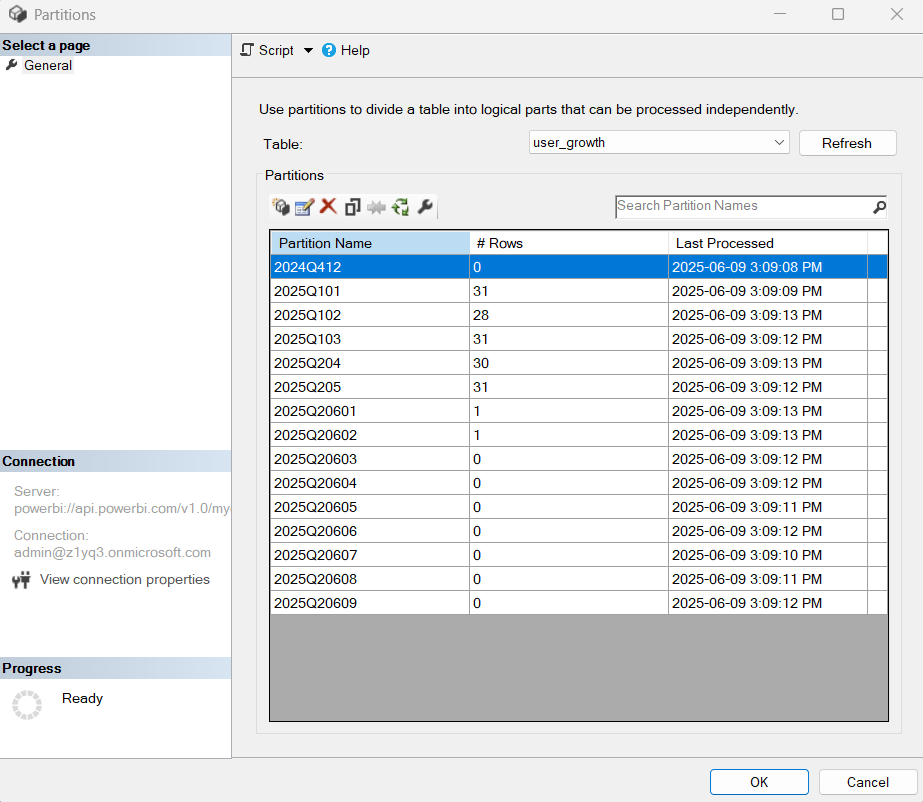 Partitions
Select a page
General
Script Help
Use partitions to divide a table into logical parts that can be processed independently.
Table: user_growth Refresh
Partitions
Search Partition Names
Partition Name # Rows Last Processed
2024Q412 0 2025-06-09 3:09:08 PM
2025Q101 31 2025-06-09 3:09:09 PM
2025Q102 28 2025-06-09 3:09:13 PM
2025Q103 31 2025-06-09 3:09:12 PM
2025Q204 30 2025-06-09 3:09:13 PM
2025Q205 31 2025-06-09 3:09:12 PM
2025Q20601 1 2025-06-09 3:09:13 PM
2025Q20602 1 2025-06-09 3:09:13 PM
2025Q20603 0 2025-06-09 3:09:12 PM
2025Q20604 0 2025-06-09 3:09:12 PM
2025Q20605 0 2025-06-09 3:09:11 PM
2025Q20606 0 2025-06-09 3:09:12 PM
2025Q20607 0 2025-06-09 3:09:10 PM
2025Q20608 0 2025-06-09 3:09:11 PM
2025Q20609 0 2025-06-09 3:09:12 PM
Connection
Server:
powerbi://api.powerbi.com/v1.0/my
Connection:
admin@z1yq3.onmicrosoft.com
View connection properties
Progress
Ready
OK Cancel